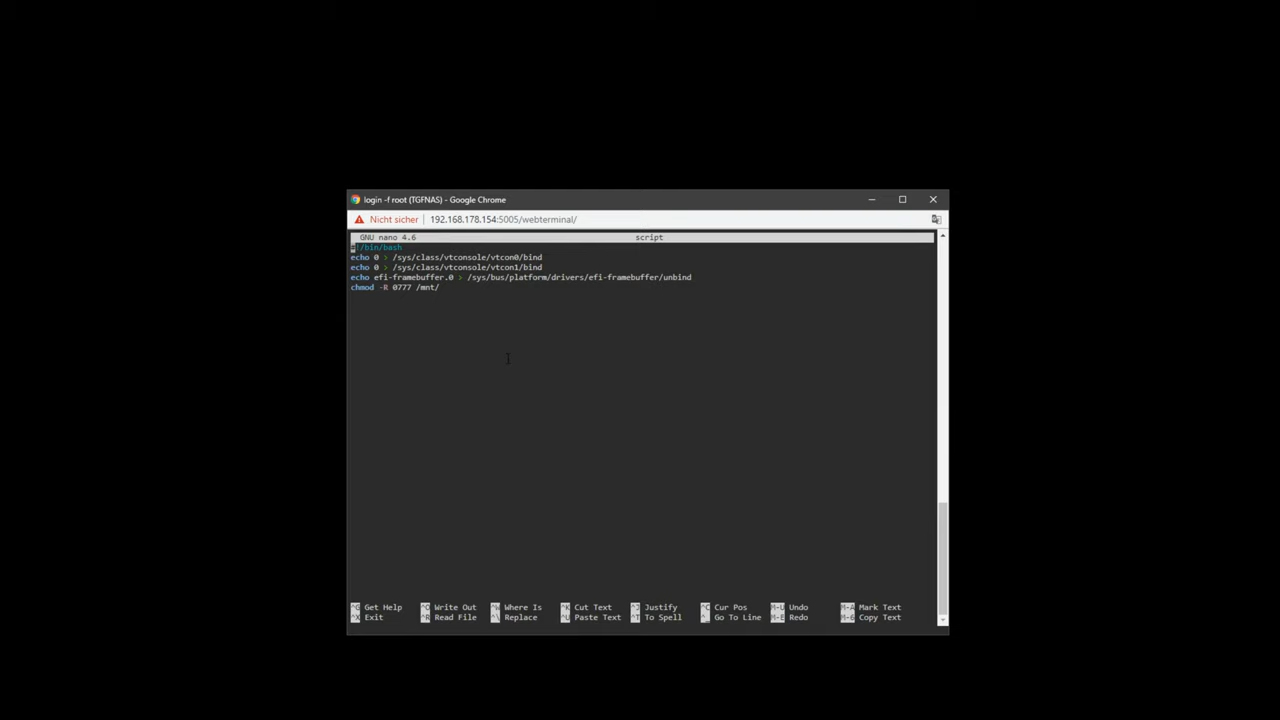 login -f root (TGFNAS) - Google Chrome
Nicht sicher 192.168.178.154:5005/webterminal/
GNU nano 4.6 script
#!/bin/bash
echo 0 > /sys/class/vtconsole/vtcon0/bind
echo 0 > /sys/class/vtconsole/vtcon1/bind
echo efi-framebuffer.0 > /sys/bus/platform/drivers/efi-framebuffer/unbind
chmod -R 0777 /mnt/
^G Get Help ^O Write Out ^W Where Is ^K Cut Text ^J Justify ^C Cur Pos M-U Undo M-A Mark Text
^X Exit ^R Read File ^\ Replace ^U Paste Text ^T To Spell ^_ Go To Line M-E Redo M-6 Copy Text